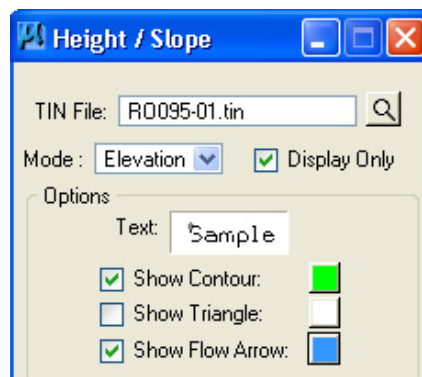 Height / Slope
TIN File: R0095-01.tin
Mode : Elevation Display Only
Options
Text: Sample
Show Contour:
Show Triangle:
Show Flow Arrow: